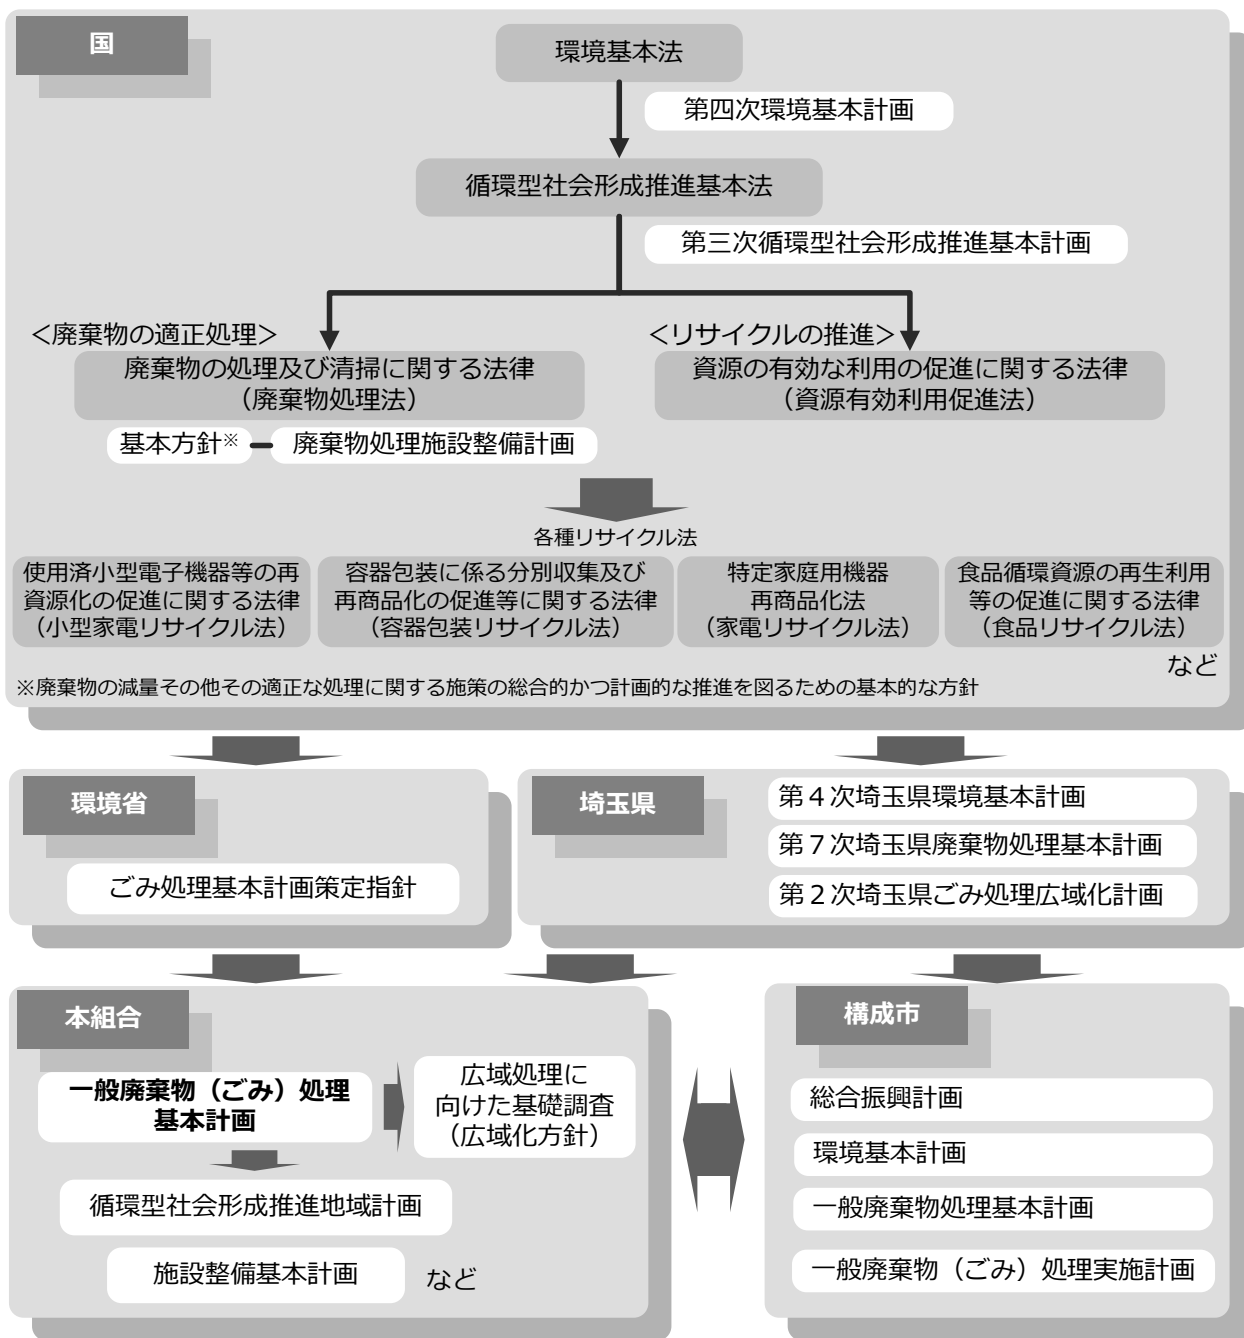 国
環境基本法
第四次環境基本計画
循環型社会形成推進基本法
第三次循環型社会形成推進基本計画
＜廃棄物の適正処理＞
廃棄物の処理及び清掃に関する法律
（廃棄物処理法）
基本方針※
廃棄物処理施設整備計画
＜リサイクルの推進＞
資源の有効な利用の促進に関する法律
（資源有効利用促進法）
各種リサイクル法
使用済小型電子機器等の再
資源化の促進に関する法律
（小型家電リサイクル法）
容器包装に係る分別収集及び
再商品化の促進等に関する法律
（容器包装リサイクル法）
特定家庭用機器
再商品化法
（家電リサイクル法）
食品循環資源の再生利用
等の促進に関する法律
（食品リサイクル法）
など
※廃棄物の減量その他その適正な処理に関する施策の総合的かつ計画的な推進を図るための基本的な方針
環境省
ごみ処理基本計画策定指針
埼玉県
第４次埼玉県環境基本計画
第７次埼玉県廃棄物処理基本計画
第２次埼玉県ごみ処理広域化計画
本組合
一般廃棄物（ごみ）処理
基本計画
広域処理に
向けた基礎調査
（広域化方針）
循環型社会形成推進地域計画
施設整備基本計画
など
構成市
総合振興計画
環境基本計画
一般廃棄物処理基本計画
一般廃棄物（ごみ）処理実施計画